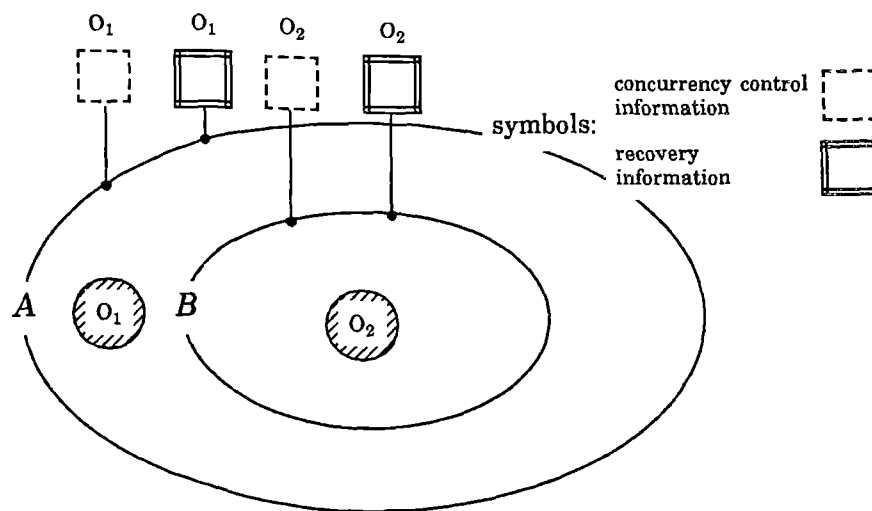 O₁ O₁ O₂ O₂
symbols:
concurrency control
information
recovery
information
A O₁ B O₂